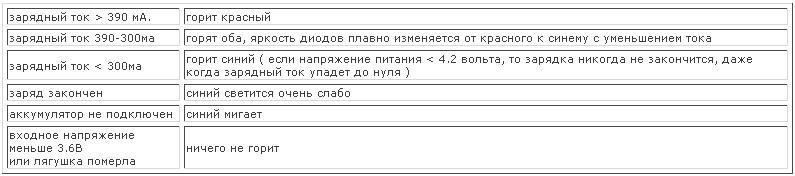 зарядный ток > 390 мА.
горит красный
зарядный ток 390-300ма
горят оба, яркость диодов плавно изменяется от красного к синему с уменьшением тока
зарядный ток < 300ма
горит синий ( если напряжение питания < 4.2 вольта, то зарядка никогда не закончится, даже
когда зарядный ток упадет до нуля )
заряд закончен
синий светится очень слабо
аккумулятор не подключен
синий мигает
входное напряжение
меньше 3.6В
или лягушка померла
ничего не горит